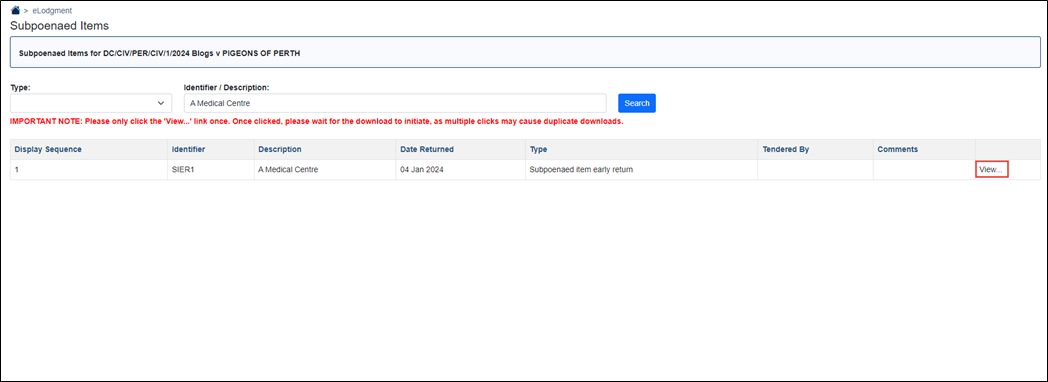 > eLodgment
Subpoenaed Items
Subpoenaed Items for DC/CIV/PER/CIV/1/2024 Blogs v PIGEONS OF PERTH
Type: Identifier / Description:
A Medical Centre Search
IMPORTANT NOTE: Please only click the 'View...' link once. Once clicked, please wait for the download to initiate, as multiple clicks may cause duplicate downloads.
Display Sequence Identifier Description Date Returned Type Tendered By Comments
1 SIER1 A Medical Centre 04 Jan 2024 Subpoenaed item early return View...